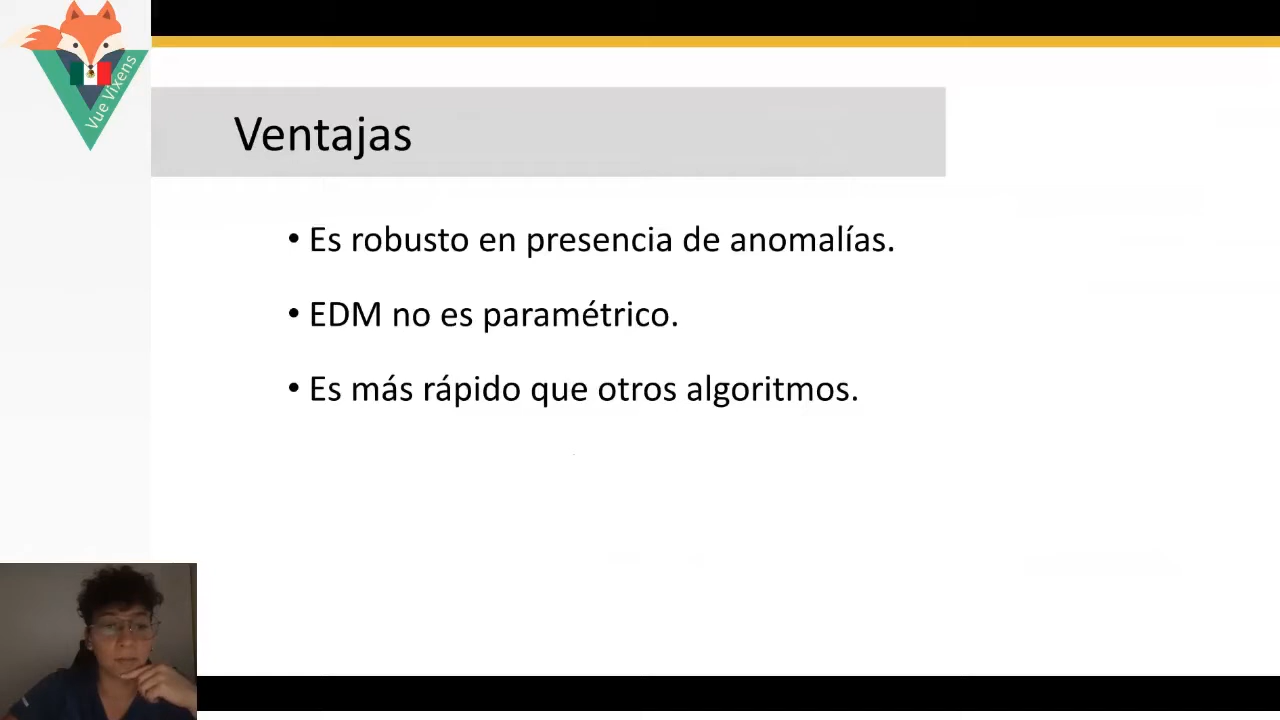 Vue Vixens
Ventajas
• Es robusto en presencia de anomalías.
• EDM no es paramétrico.
• Es más rápido que otros algoritmos.